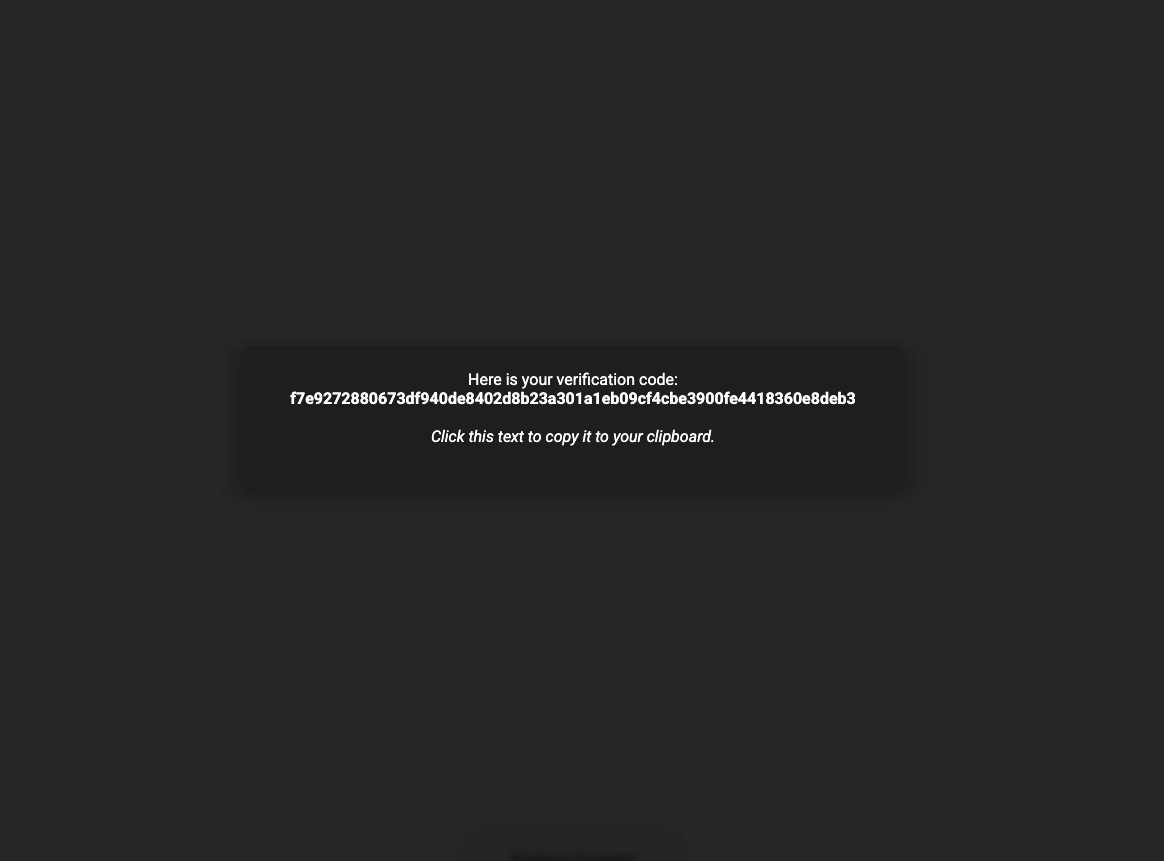 Here is your verification code:
f7e9272880673df940de8402d8b23a301a1eb09cf4cbe3900fe4418360e8deb3
Click this text to copy it to your clipboard.